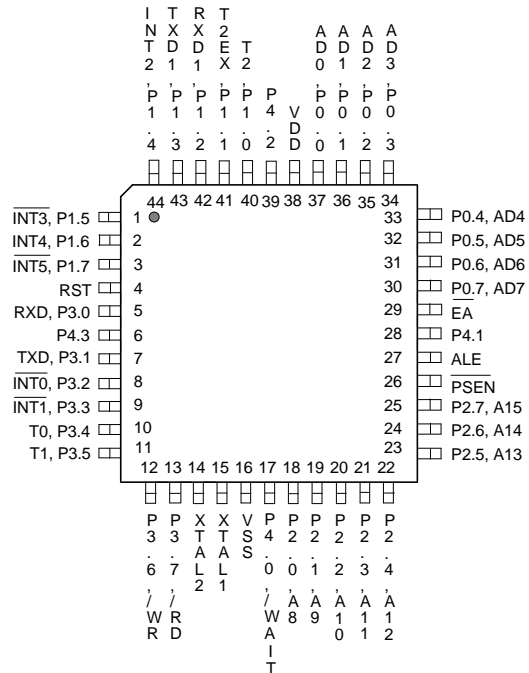 INT2,P1.4
TXD1,P1.3
RXD1,P1.2
T2EX,P1.1
T2,P1.0
P4.2
VDD
AD0,P0.0
AD1,P0.1
AD2,P0.2
AD3,P0.3
44 43 42 41 40 39 38 37 36 35 34
INT3, P1.5 1
INT4, P1.6 2
INT5, P1.7 3
RST 4
RXD, P3.0 5
P4.3 6
TXD, P3.1 7
INT0, P3.2 8
INT1, P3.3 9
T0, P3.4 10
T1, P3.5 11
33 P0.4, AD4
32 P0.5, AD5
31 P0.6, AD6
30 P0.7, AD7
29 EA
28 P4.1
27 ALE
26 PSEN
25 P2.7, A15
24 P2.6, A14
23 P2.5, A13
12 13 14 15 16 17 18 19 20 21 22
P3.6,/WR
P3.7,/RD
XTAL2
XTAL1
VSS
P4.0,/WAIT
P2.0,A8
P2.1,A9
P2.2,A10
P2.3,A11
P2.4,A12